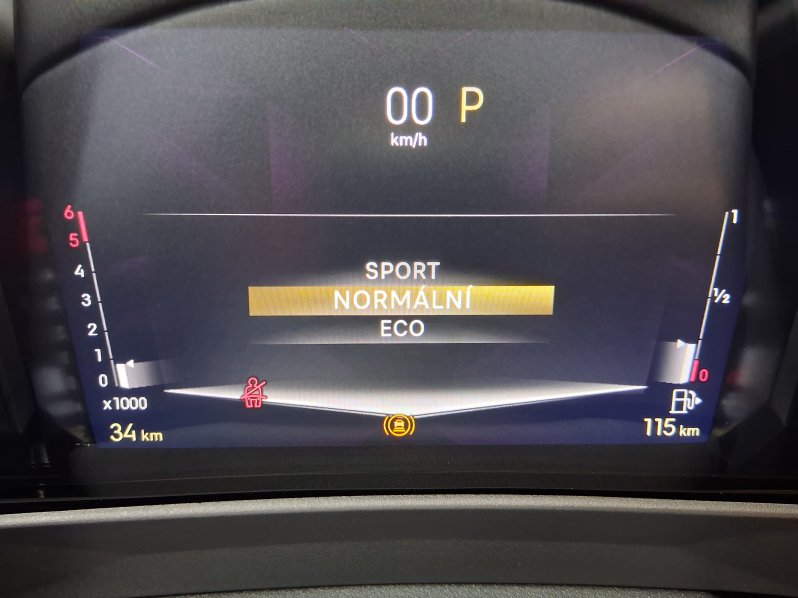 00 P
km/h
6
5
4
3
2
1
0
x1000
34 km
SPORT
NORMÁLNÍ
ECO
1
½
0
115 km